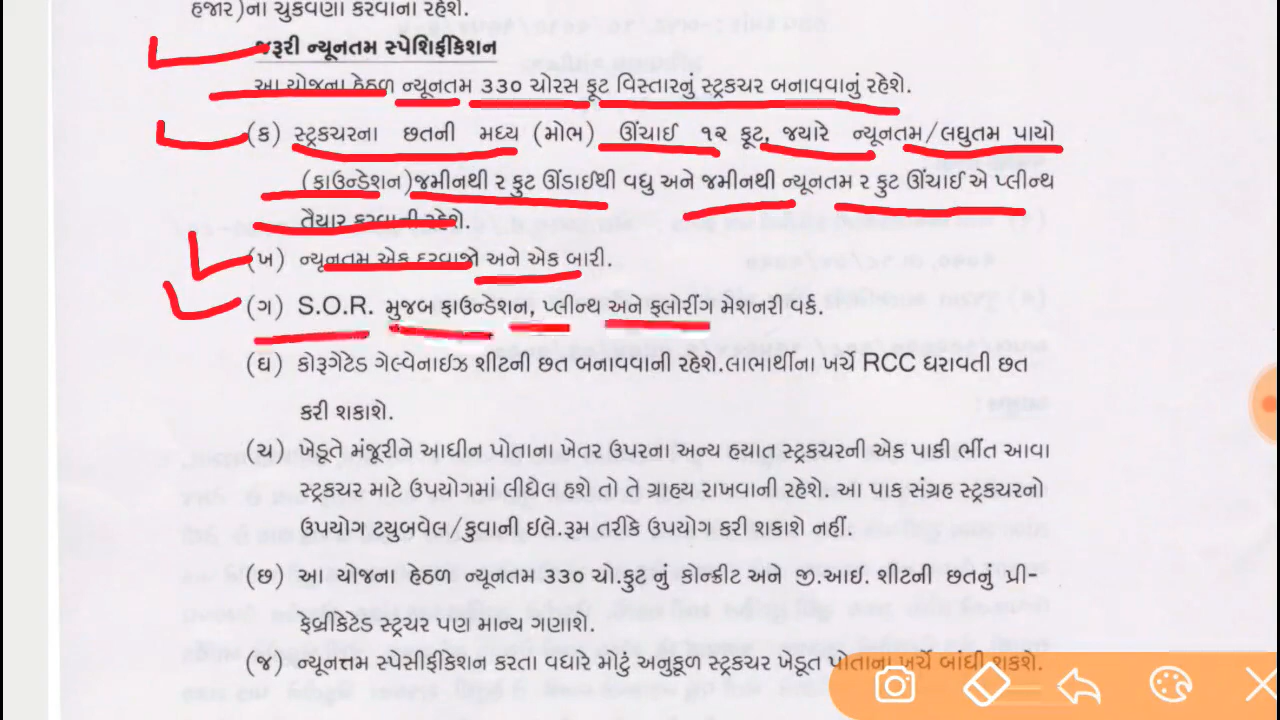 હજાર)ના ચુકવણા કરવાના રહેશે.
જરૂરી ન્યૂનતમ સ્પેશિફીકેશન
આ યોજના હેઠળ ન્યૂનતમ ૩૩૦ ચોરસ ફૂટ વિસ્તારનું સ્ટ્રકચર બનાવવાનું રહેશે.
(ક) સ્ટ્રકચરના છતની મધ્ય (મોભ) ઊંચાઈ ૧૨ ફૂટ, જયારે ન્યૂનતમ/લઘુતમ પાયો
(ફાઉન્ડેશન)જમીનથી ૨ ફુટ ઊંડાઈથી વધુ અને જમીનથી ન્યૂનતમ ૨ ફુટ ઊંચાઈ એ પ્લીન્થ
તૈયાર કરવાની રહેશે.
(ખ) ન્યૂનતમ એક દરવાજો અને એક બારી.
(ગ) S.O.R. મુજબ ફાઉન્ડેશન, પ્લીન્થ અને ફ્લોરીંગ મેશનરી વર્ક.
(ઘ) કોરૂગેટેડ ગેલ્વેનાઈઝ શીટની છત બનાવવાની રહેશે.લાભાર્થીના ખર્ચે RCC ધરાવતી છત
કરી શકાશે.
(ચ) ખેડૂતે મંજૂરીને આધીન પોતાના ખેતર ઉપરના અન્ય હયાત સ્ટ્રકચરની એક પાકી ભીંત આવા
સ્ટ્રકચર માટે ઉપયોગમાં લીધેલ હશે તો તે ગ્રાહ્ય રાખવાની રહેશે. આ પાક સંગ્રહ સ્ટ્રકચરનો
ઉપયોગ ટયુબવેલ/કુવાની ઈલે.રૂમ તરીકે ઉપયોગ કરી શકાશે નહીં.
(છ) આ યોજના હેઠળ ન્યૂનતમ ૩૩૦ ચો.ફુટ નું કોન્ક્રીટ અને જી.આઈ. શીટની છતનું પ્રી-
ફેબ્રીકેટેડ સ્ટ્રચર પણ માન્ય ગણાશે.
(જ) ન્યૂનત્તમ સ્પેસીફીકેશન કરતા વધારે મોટું અનુકૂળ સ્ટ્રકચર ખેડૂત પોતાના ખર્ચે બાંધી શકશે.